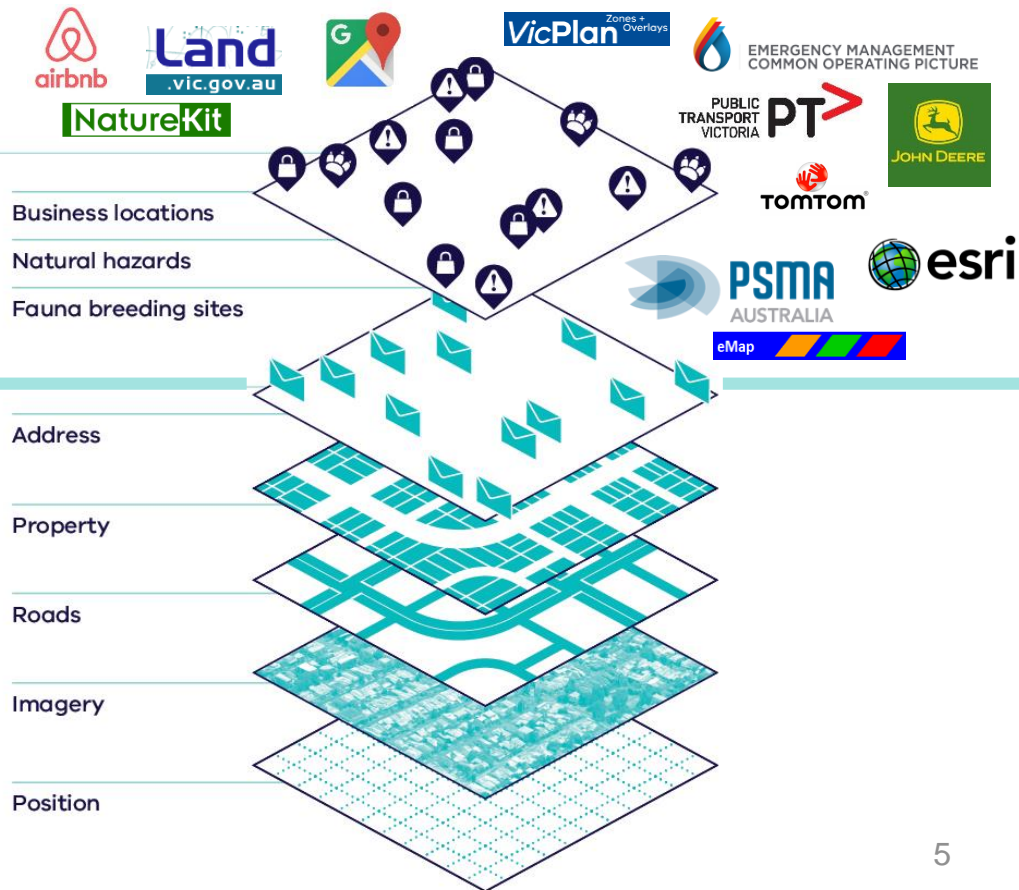 airbnb
Land
.vic.gov.au
NatureKit
G
VicPlan Zones + Overlays
EMERGENCY MANAGEMENT
COMMON OPERATING PICTURE
PUBLIC
TRANSPORT
VICTORIA
PT>
JOHN DEERE
TOMTOM®
esri
PSMA
AUSTRALIA
eMap
Business locations
Natural hazards
Fauna breeding sites
Address
Property
Roads
Imagery
Position
5